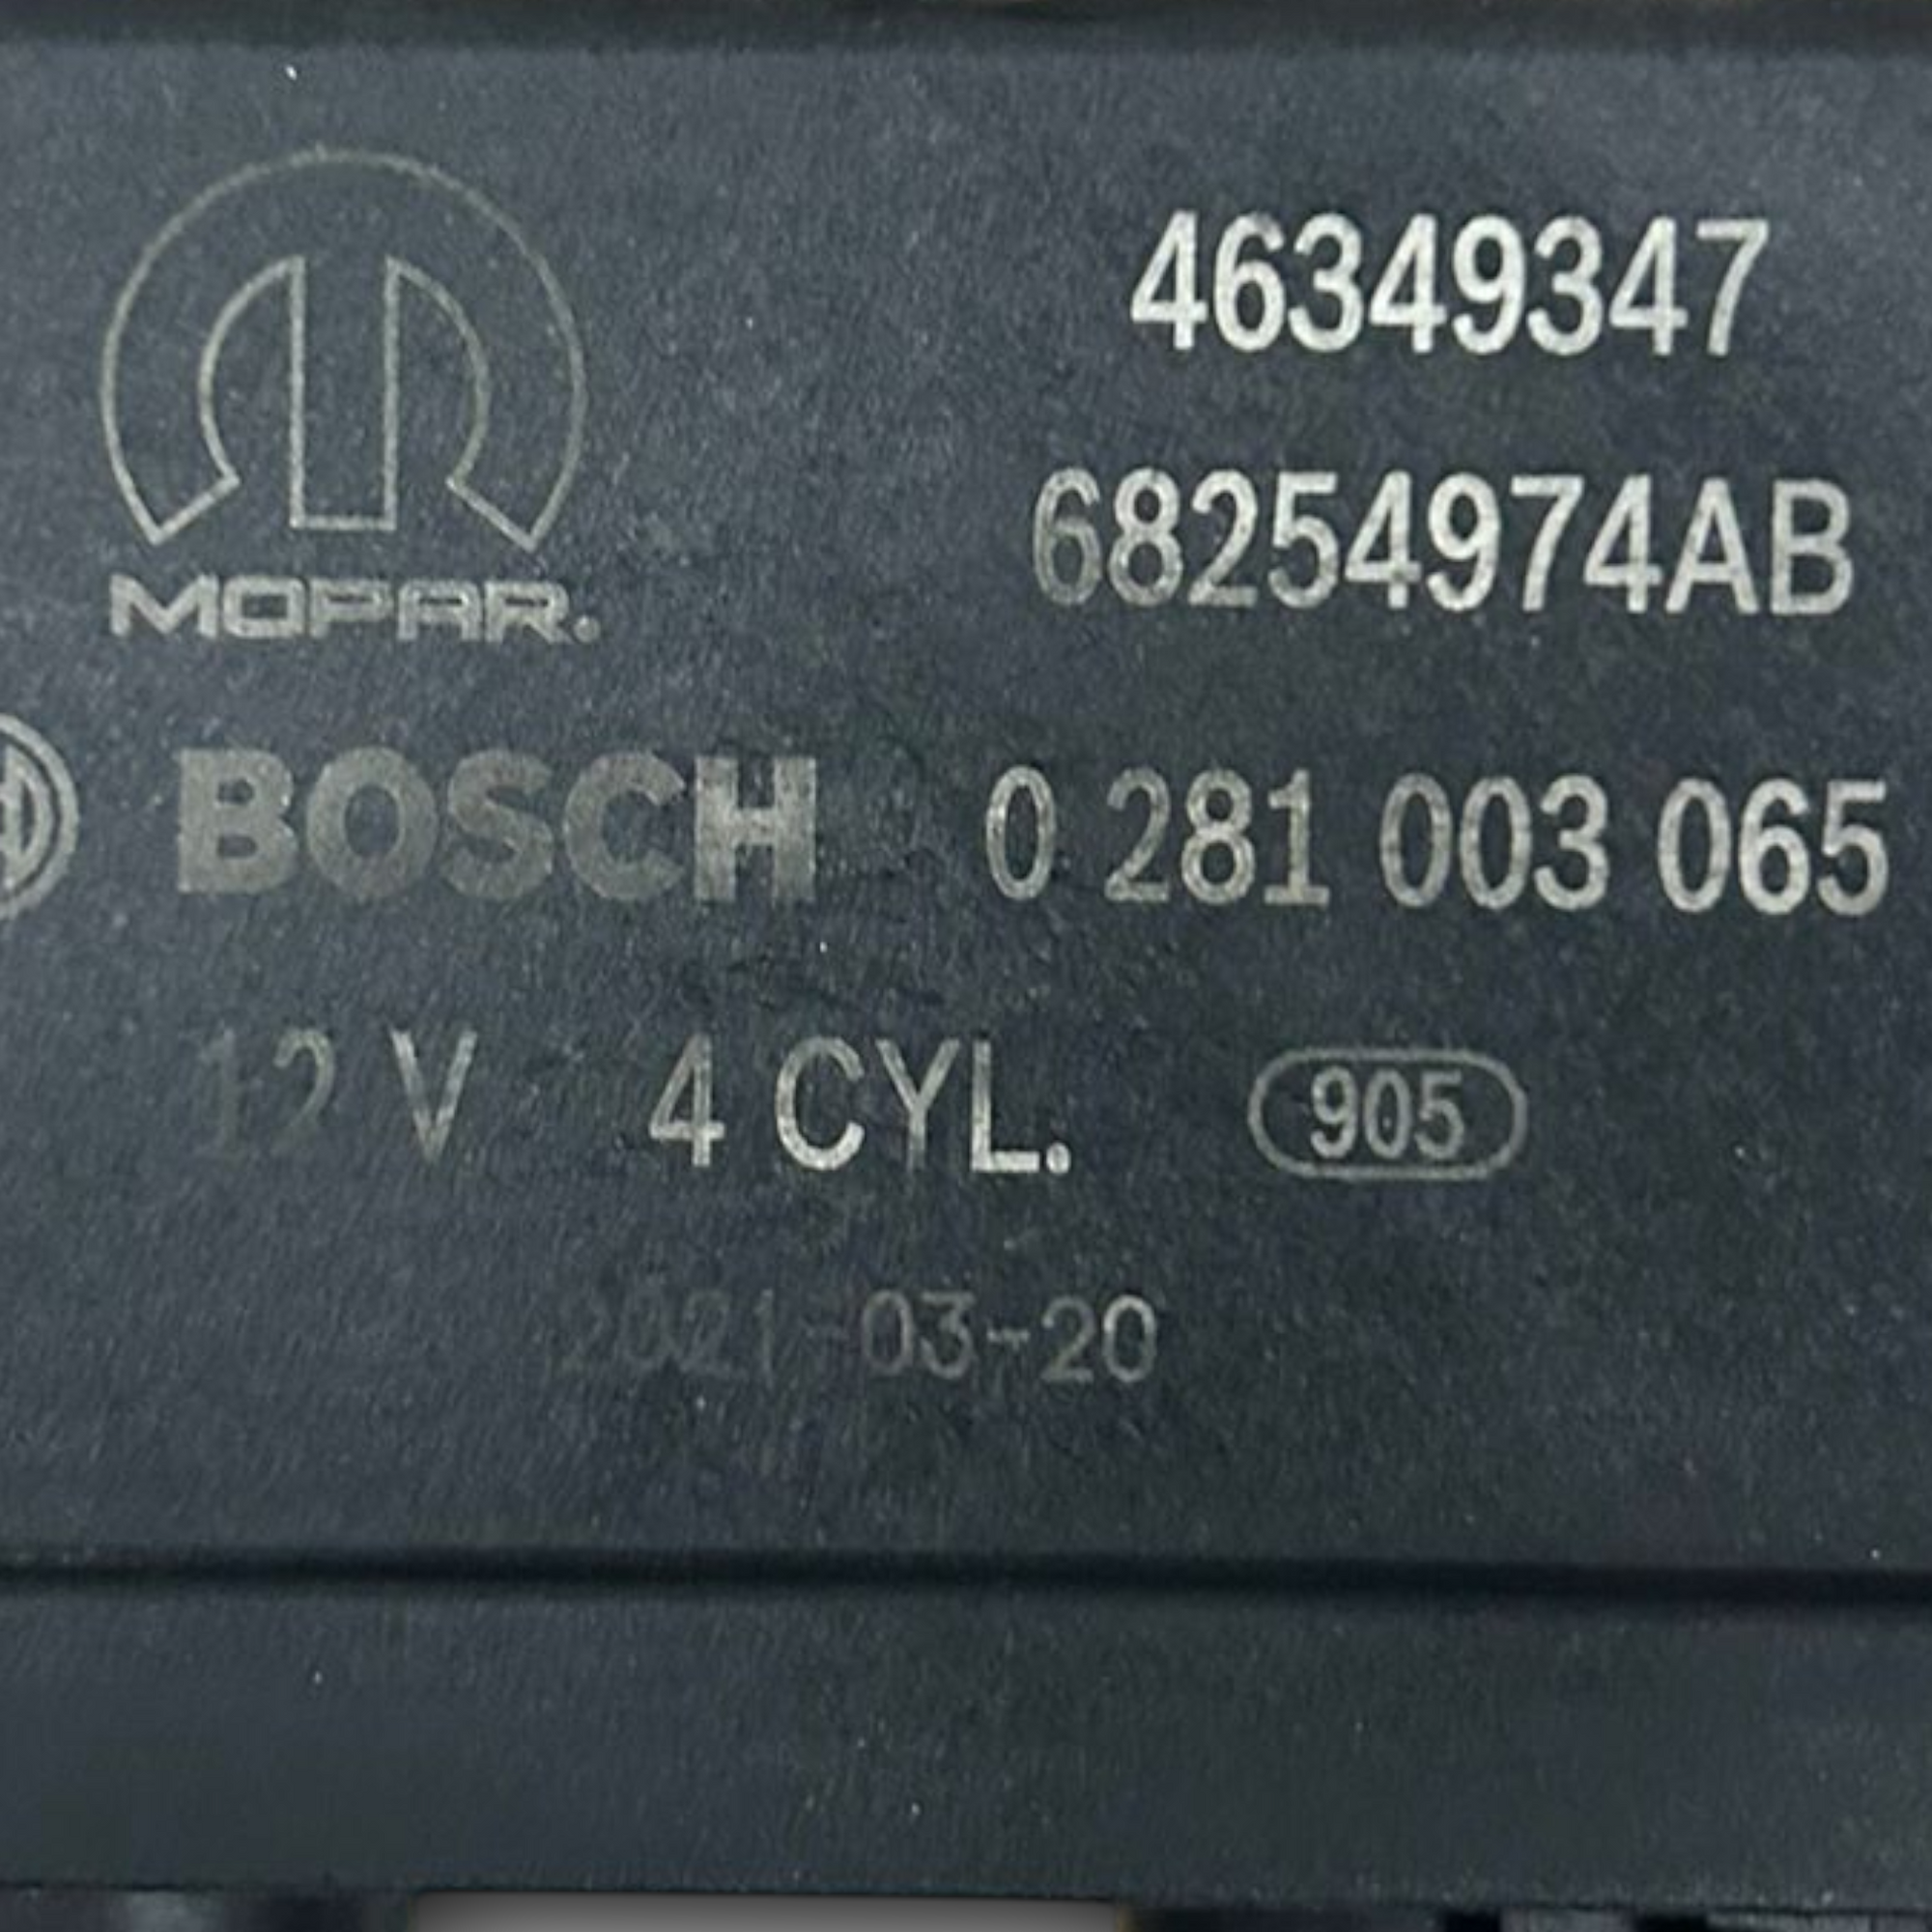 46349347
MOPAR.
68254974AB
BOSCH 0 281 003 065
12 V 4 CYL. 905
2021-03-20